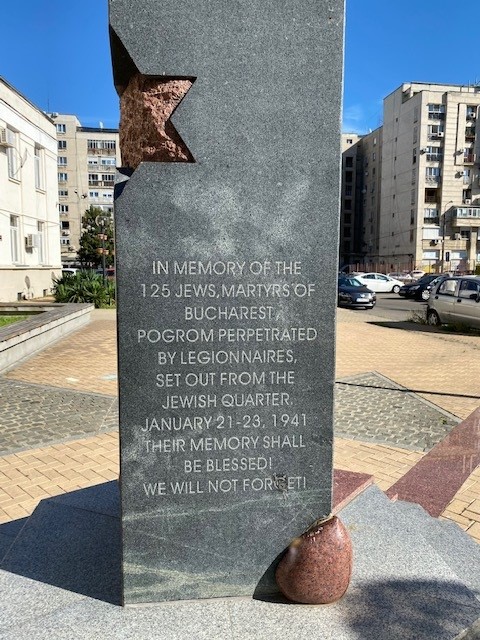 IN MEMORY OF THE
125 JEWS, MARTYRS OF
BUCHAREST,
POGROM PERPETRATED
BY LEGIONNAIRES,
SET OUT FROM THE
JEWISH QUARTER.
JANUARY 21-23, 1941
THEIR MEMORY SHALL
BE BLESSED!
WE WILL NOT FORGET!